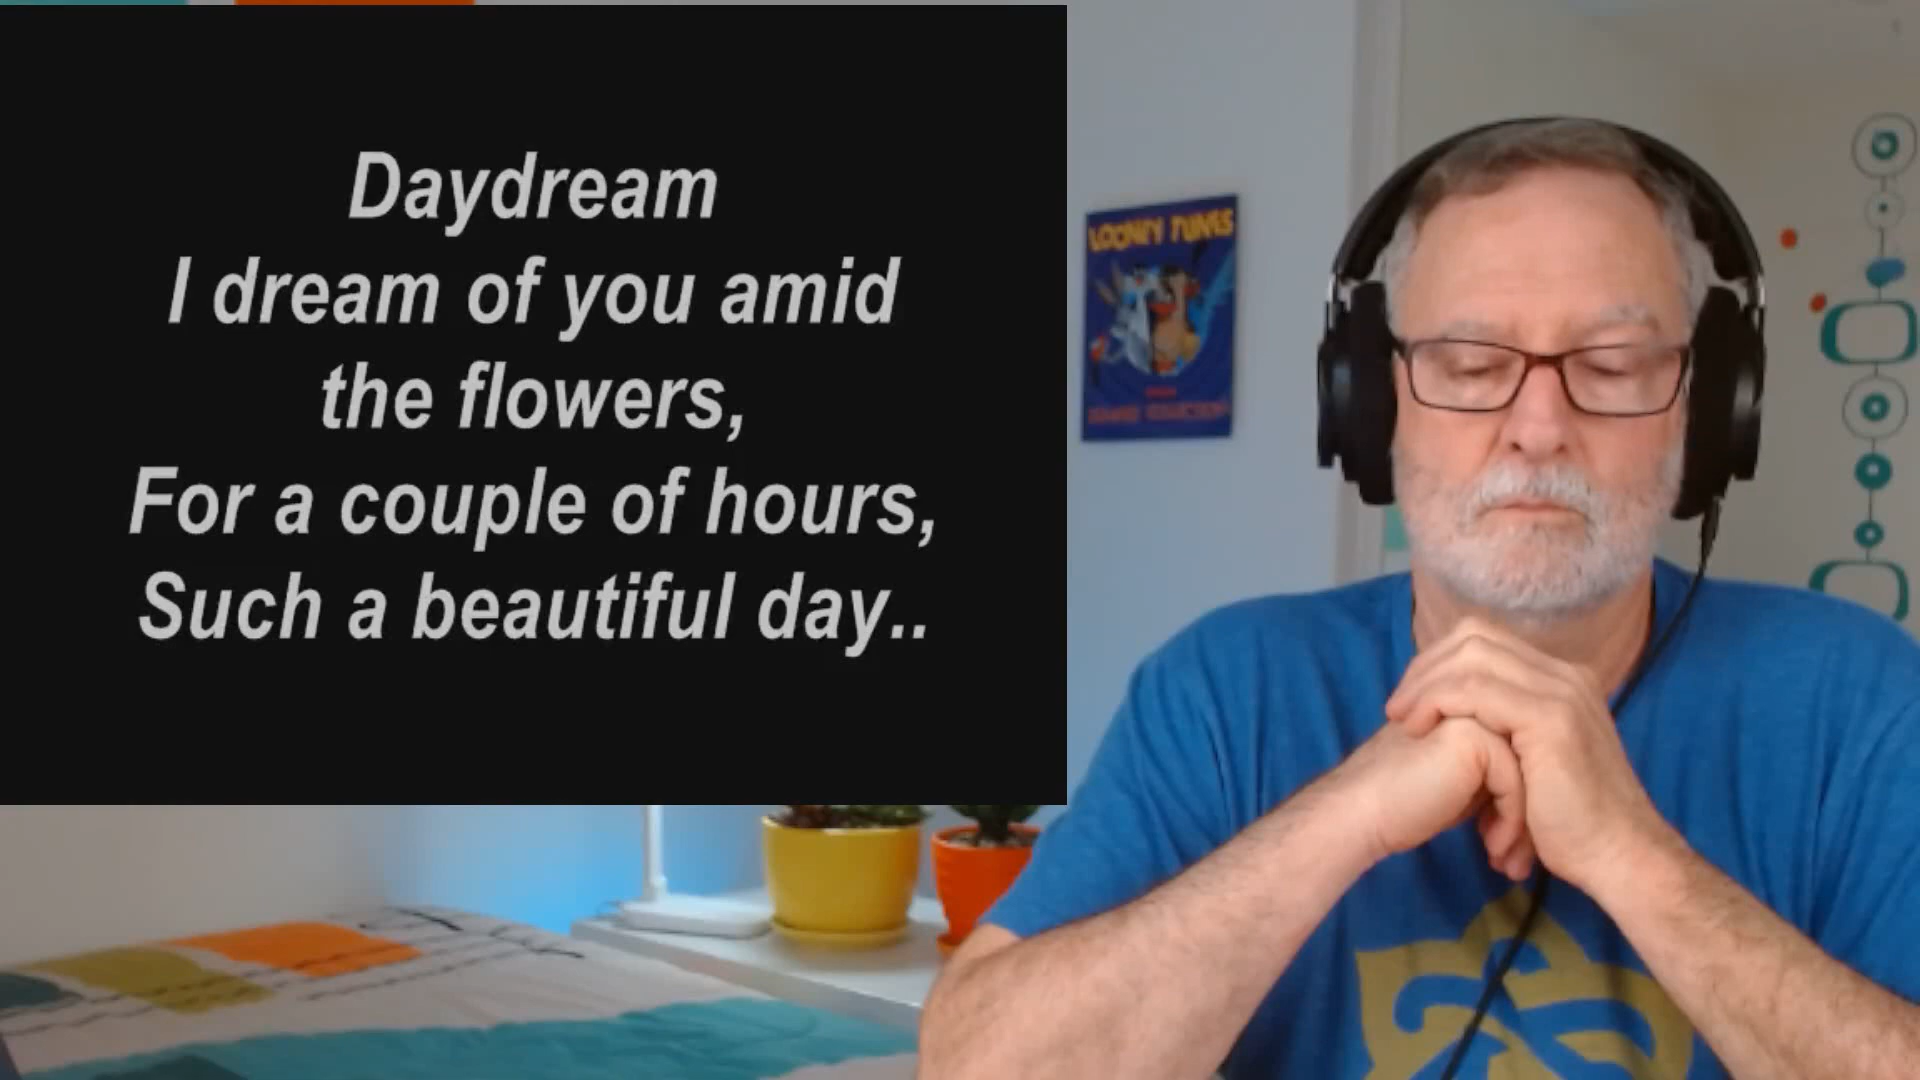 Daydream
I dream of you amid
the flowers,
For a couple of hours,
Such a beautiful day..
LOONEY TUNES